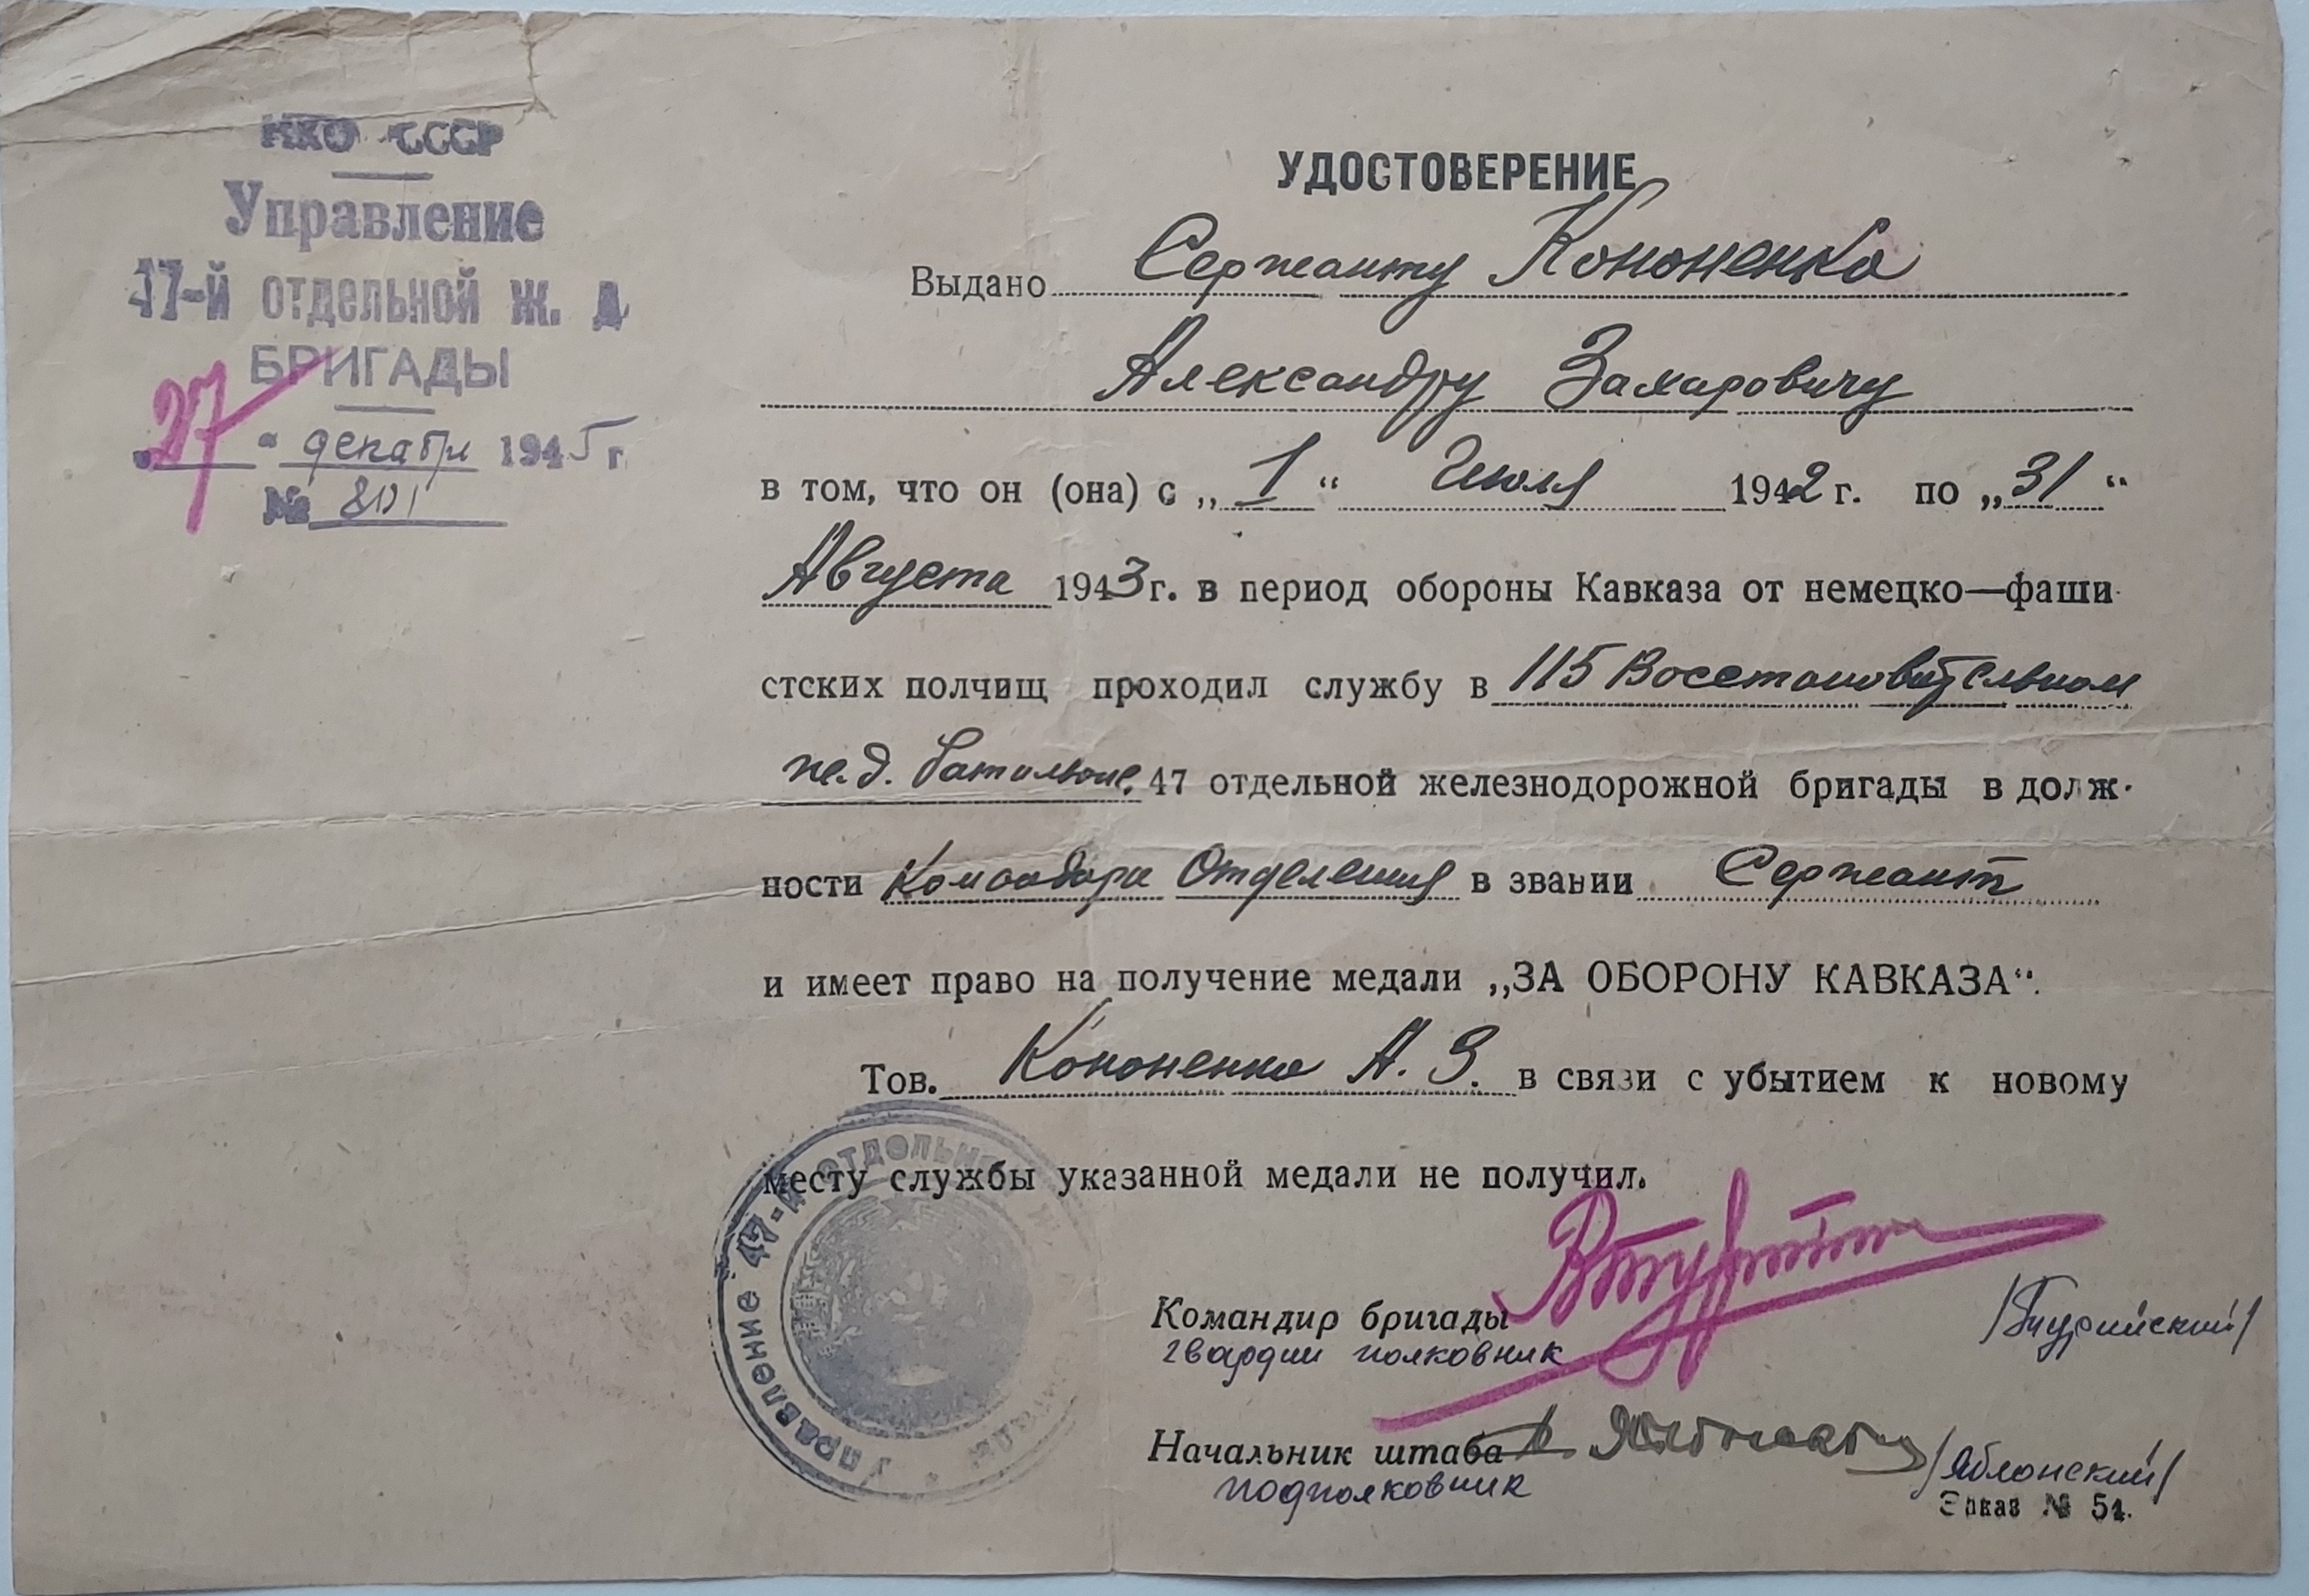 НКО СССР
Управление
47-й отдельной ж. д
БРИГАДЫ
„27" декабря 1945 г.
№ 801
УДОСТОВЕРЕНИЕ
Выдано Сержанту Кононенко
Александру Захаровичу
в том, что он (она) с „1“ Июля 1942 г. по „31“
Августа 1943 г. в период обороны Кавказа от немецко—фаши
стских полчищ проходил службу в 115 Восстановительном
ж.д. батальоне, 47 отдельной железнодорожной бригады в долж-
ности Командира Отделения в звании Сержант
и имеет право на получение медали „ЗА ОБОРОНУ КАВКАЗА“.
Тов. Кононенко А. З. в связи с убытием к новому
месту службы указанной медали не получил.
Управление 47-й отдельной
Командир бригады
гвардии полковник
Начальник штаба
подполковник
/Яблонский/
Заказ № 51.